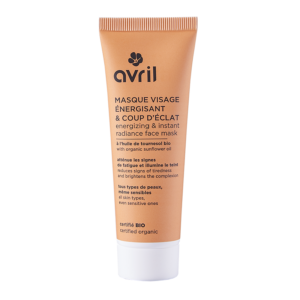 avril
MASQUE VISAGE
ÉNERGISANT
& COUP D'ÉCLAT
energizing & instant
radiance face mask
à l'huile de tournesol bio
with organic sunflower oil
atténue les signes
de fatigue et illumine le teint
reduces signs of tiredness
and brightens the complexion
tous types de peaux,
même sensibles
all skin types,
even sensitive ones
certifié BIO
certified organic